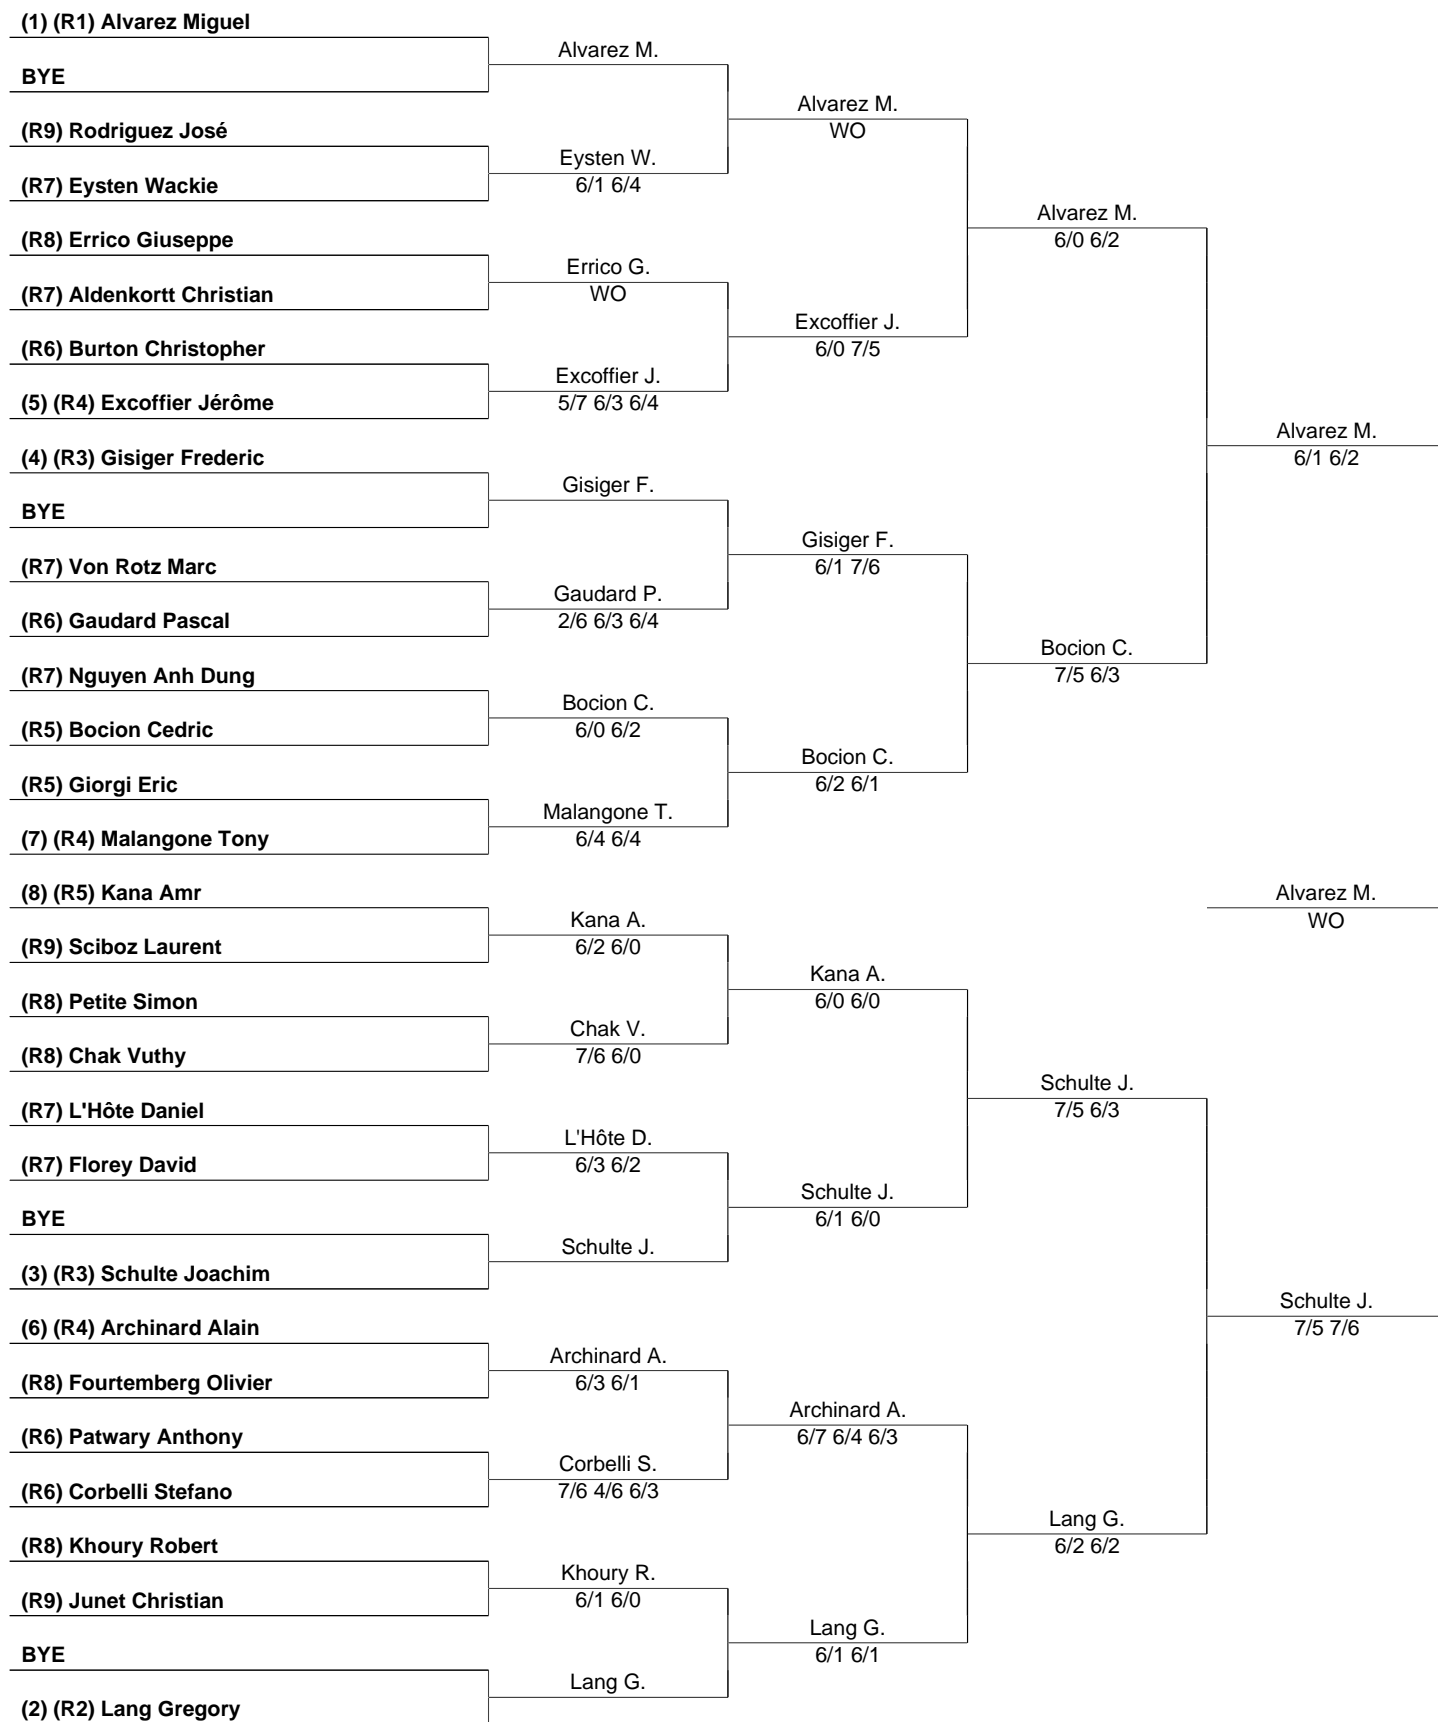 (1) (R1) Alvarez Miguel
Alvarez M.
BYE
Alvarez M.
WO
(R9) Rodriguez José
Eysten W.
6/1 6/4
(R7) Eysten Wackie
Alvarez M.
6/0 6/2
(R8) Errico Giuseppe
Errico G.
WO
(R7) Aldenkortt Christian
Excoffier J.
6/0 7/5
(R6) Burton Christopher
Excoffier J.
5/7 6/3 6/4
(5) (R4) Excoffier Jérôme
Alvarez M.
6/1 6/2
(4) (R3) Gisiger Frederic
Gisiger F.
BYE
Gisiger F.
6/1 7/6
(R7) Von Rotz Marc
Gaudard P.
2/6 6/3 6/4
(R6) Gaudard Pascal
Bocion C.
7/5 6/3
(R7) Nguyen Anh Dung
Bocion C.
6/0 6/2
(R5) Bocion Cedric
Bocion C.
6/2 6/1
(R5) Giorgi Eric
Malangone T.
6/4 6/4
(7) (R4) Malangone Tony
(8) (R5) Kana Amr
Alvarez M.
WO
Kana A.
6/2 6/0
(R9) Sciboz Laurent
Kana A.
6/0 6/0
(R8) Petite Simon
Chak V.
7/6 6/0
(R8) Chak Vuthy
Schulte J.
7/5 6/3
(R7) L'Hôte Daniel
L'Hôte D.
6/3 6/2
(R7) Florey David
Schulte J.
6/1 6/0
BYE
Schulte J.
(3) (R3) Schulte Joachim
Schulte J.
7/5 7/6
(6) (R4) Archinard Alain
Archinard A.
6/3 6/1
(R8) Fourtemberg Olivier
Archinard A.
6/7 6/4 6/3
(R6) Patwary Anthony
Corbelli S.
7/6 4/6 6/3
(R6) Corbelli Stefano
Lang G.
6/2 6/2
(R8) Khoury Robert
Khoury R.
6/1 6/0
(R9) Junet Christian
Lang G.
6/1 6/1
BYE
Lang G.
(2) (R2) Lang Gregory